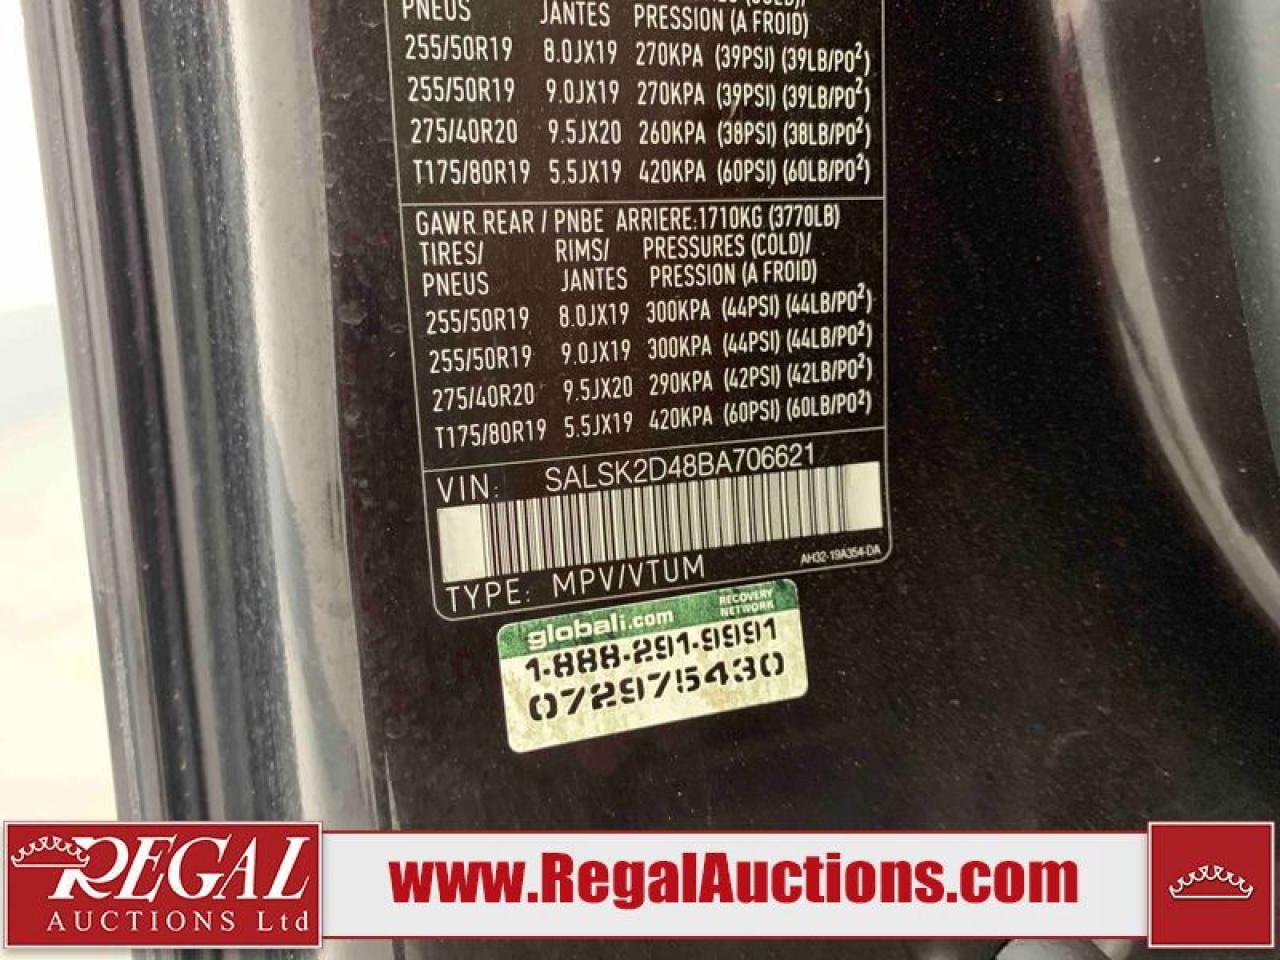 PNEUS JANTES PRESSION (A FROID)
255/50R19 8.0JX19 270KPA (39PSI) (39LB/PO²)
255/50R19 9.0JX19 270KPA (39PSI) (39LB/PO²)
275/40R20 9.5JX20 260KPA (38PSI) (38LB/PO²)
T175/80R19 5.5JX19 420KPA (60PSI) (60LB/PO²)
GAWR REAR / PNBE ARRIERE:1710KG (3770LB)
TIRES/ RIMS/ PRESSURES (COLD)/
PNEUS JANTES PRESSION (A FROID)
255/50R19 8.0JX19 300KPA (44PSI) (44LB/PO²)
255/50R19 9.0JX19 300KPA (44PSI) (44LB/PO²)
275/40R20 9.5JX20 290KPA (42PSI) (42LB/PO²)
T175/80R19 5.5JX19 420KPA (60PSI) (60LB/PO²)
VIN: SALSK2D48BA706621
TYPE: MPV/VTUM AH32-19A354-DA
globali.com RECOVERY NETWORK
1-888-291-9991
072975430
REGAL
AUCTIONS Ltd
www.RegalAuctions.com